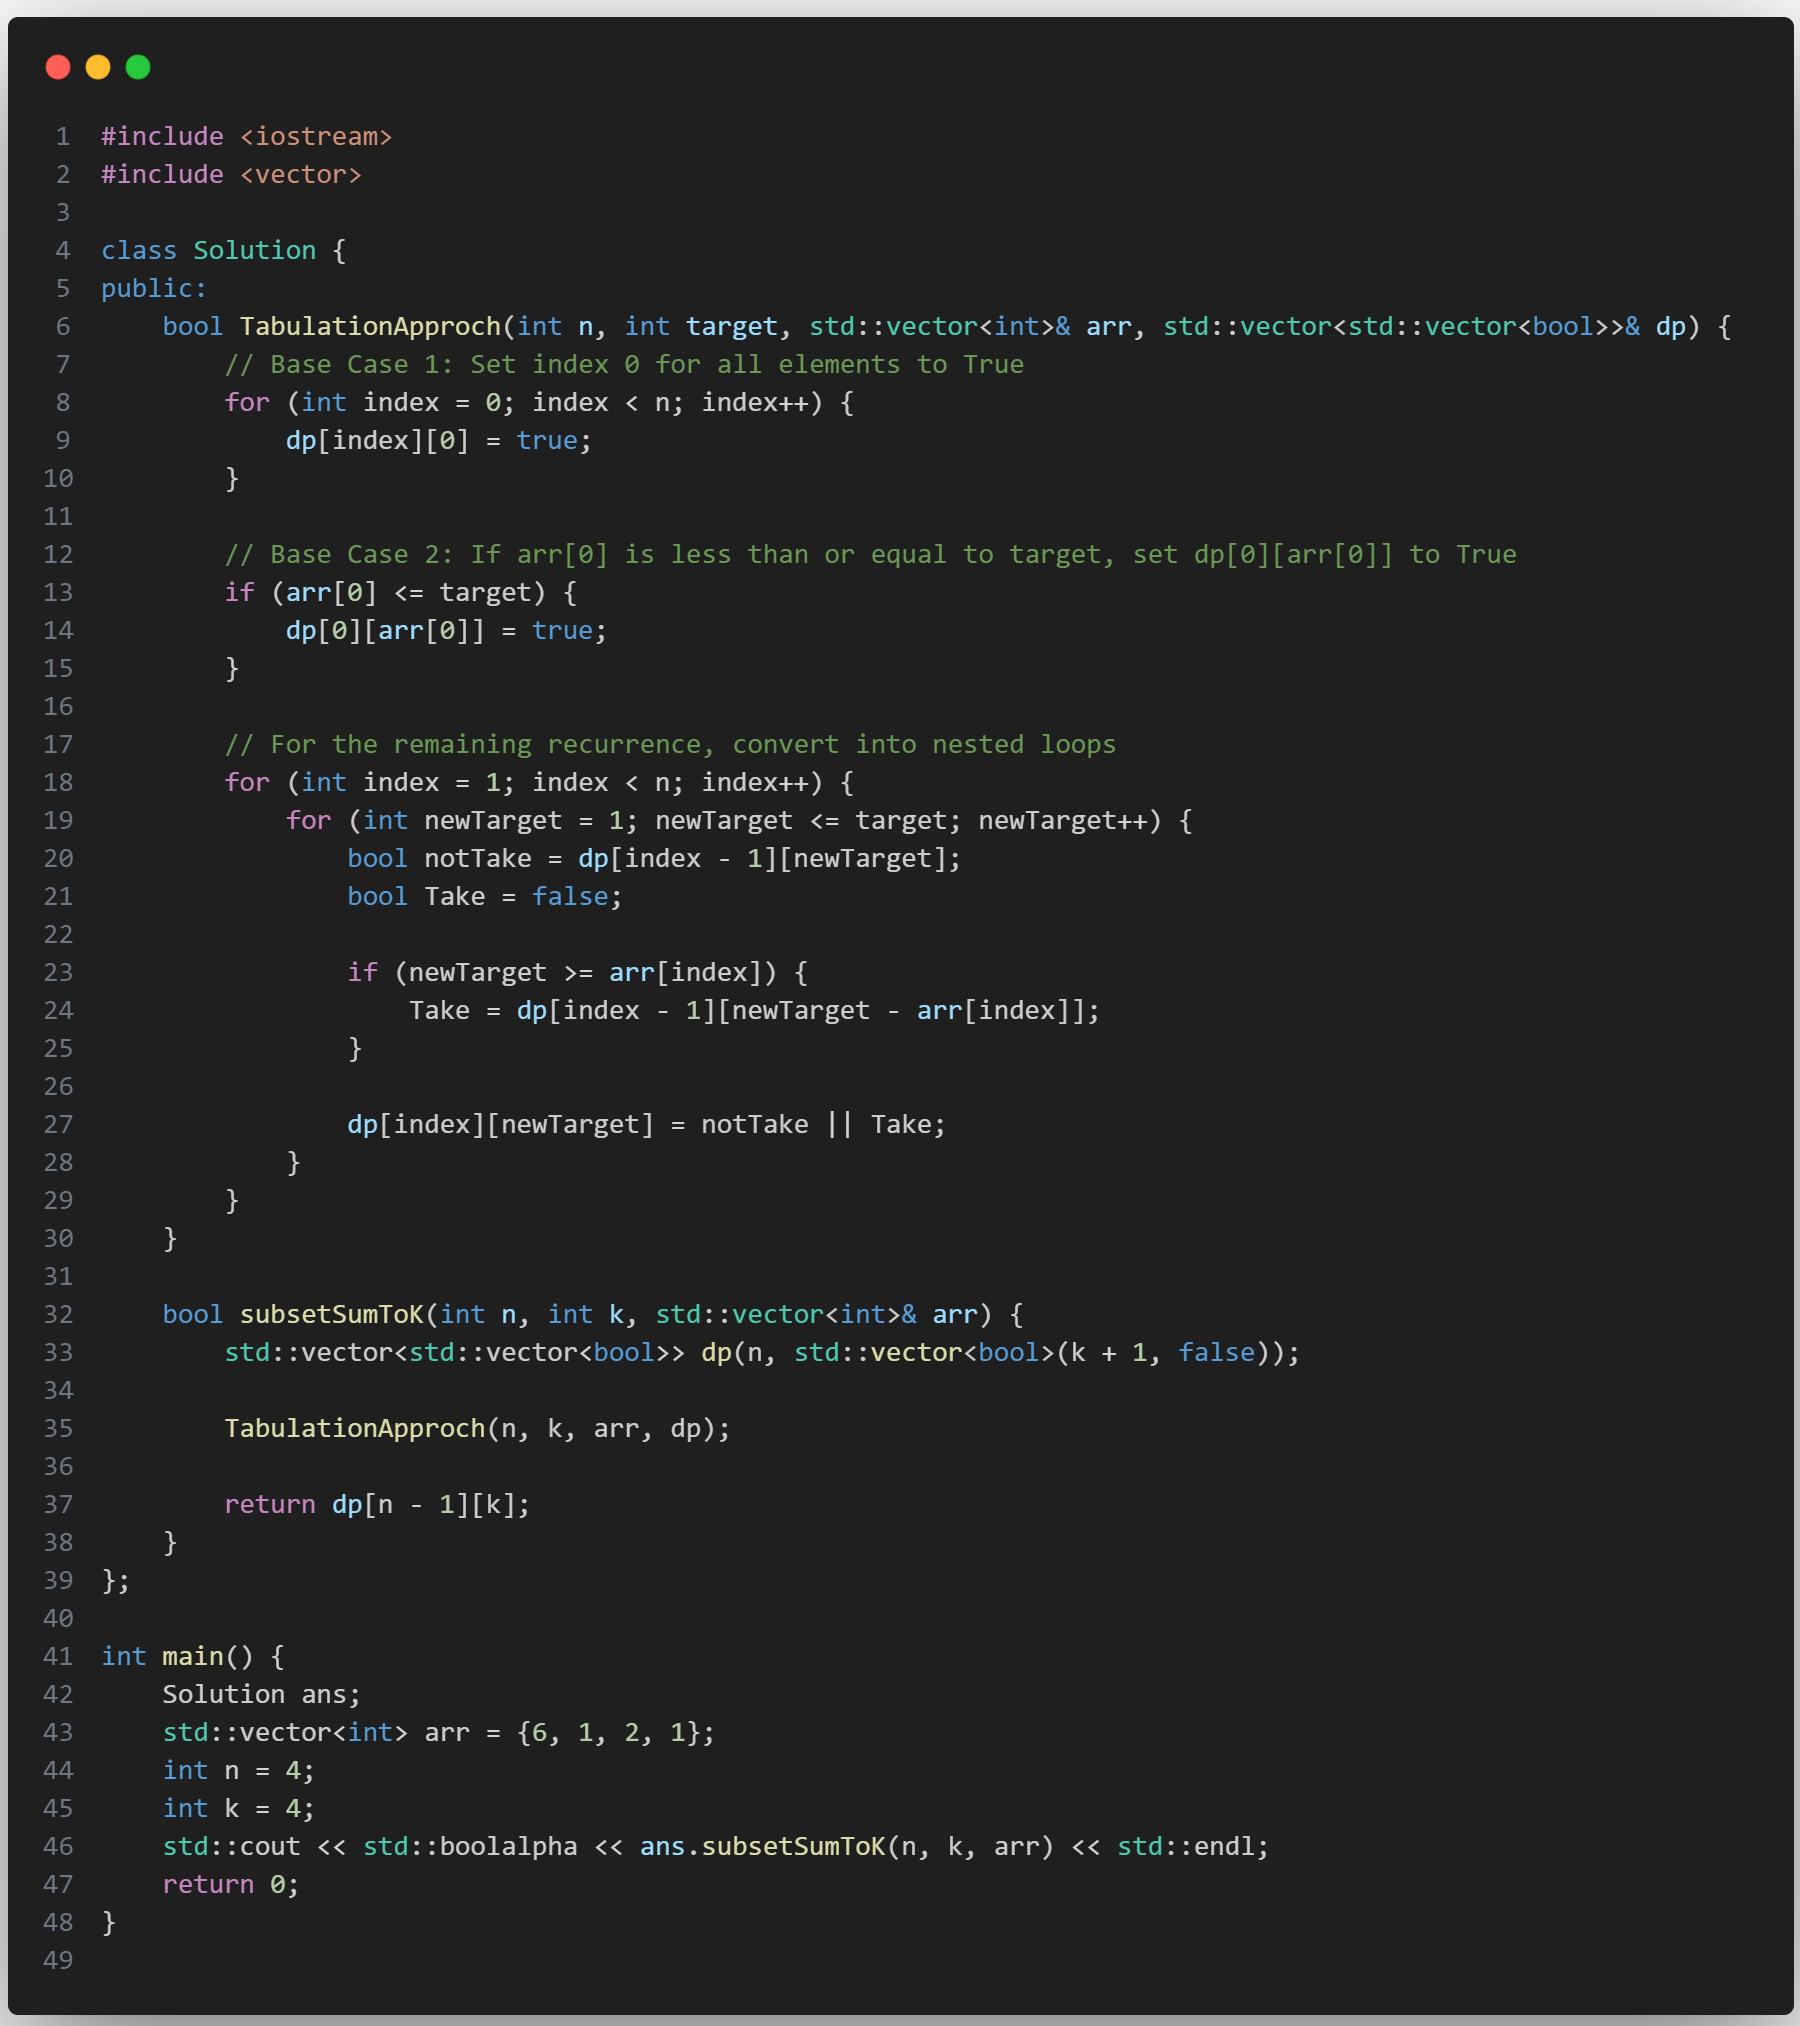 1 #include <iostream>
2 #include <vector>
3
4 class Solution {
5 public:
6     bool TabulationApproch(int n, int target, std::vector<int>& arr, std::vector<std::vector<bool>>& dp) {
7         // Base Case 1: Set index 0 for all elements to True
8         for (int index = 0; index < n; index++) {
9             dp[index][0] = true;
10         }
11
12         // Base Case 2: If arr[0] is less than or equal to target, set dp[0][arr[0]] to True
13         if (arr[0] <= target) {
14             dp[0][arr[0]] = true;
15         }
16
17         // For the remaining recurrence, convert into nested loops
18         for (int index = 1; index < n; index++) {
19             for (int newTarget = 1; newTarget <= target; newTarget++) {
20                 bool notTake = dp[index - 1][newTarget];
21                 bool Take = false;
22
23                 if (newTarget >= arr[index]) {
24                     Take = dp[index - 1][newTarget - arr[index]];
25                 }
26
27                 dp[index][newTarget] = notTake || Take;
28             }
29         }
30     }
31
32     bool subsetSumToK(int n, int k, std::vector<int>& arr) {
33         std::vector<std::vector<bool>> dp(n, std::vector<bool>(k + 1, false));
34
35         TabulationApproch(n, k, arr, dp);
36
37         return dp[n - 1][k];
38     }
39 };
40
41 int main() {
42     Solution ans;
43     std::vector<int> arr = {6, 1, 2, 1};
44     int n = 4;
45     int k = 4;
46     std::cout << std::boolalpha << ans.subsetSumToK(n, k, arr) << std::endl;
47     return 0;
48 }
49